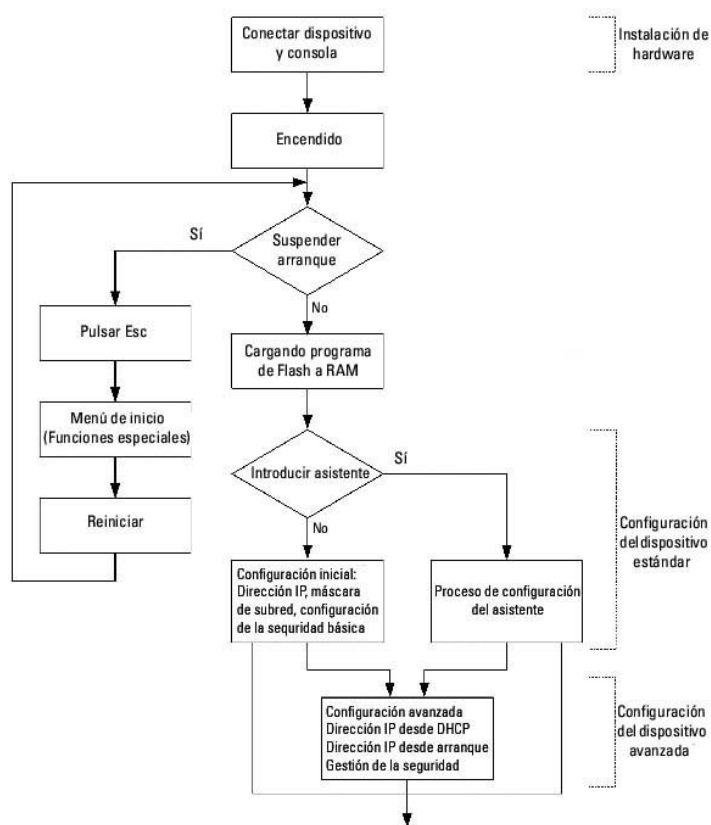 Conectar dispositivo
y consola
Instalación de
hardware
Encendido
Suspender
arranque
Sí
No
Pulsar Esc
Cargando programa
de Flash a RAM
Menú de inicio
(Funciones especiales)
Introducir asistente
Sí
No
Reiniciar
Configuración
del dispositivo
estándar
Configuración inicial:
Dirección IP, máscara
de subred, configuración
de la sequridad básica
Proceso de configuración
del asistente
Configuración avanzada
Dirección IP desde DHCP
Dirección IP desde arranque
Gestión de la seguridad
Configuración
del dispositivo
avanzada